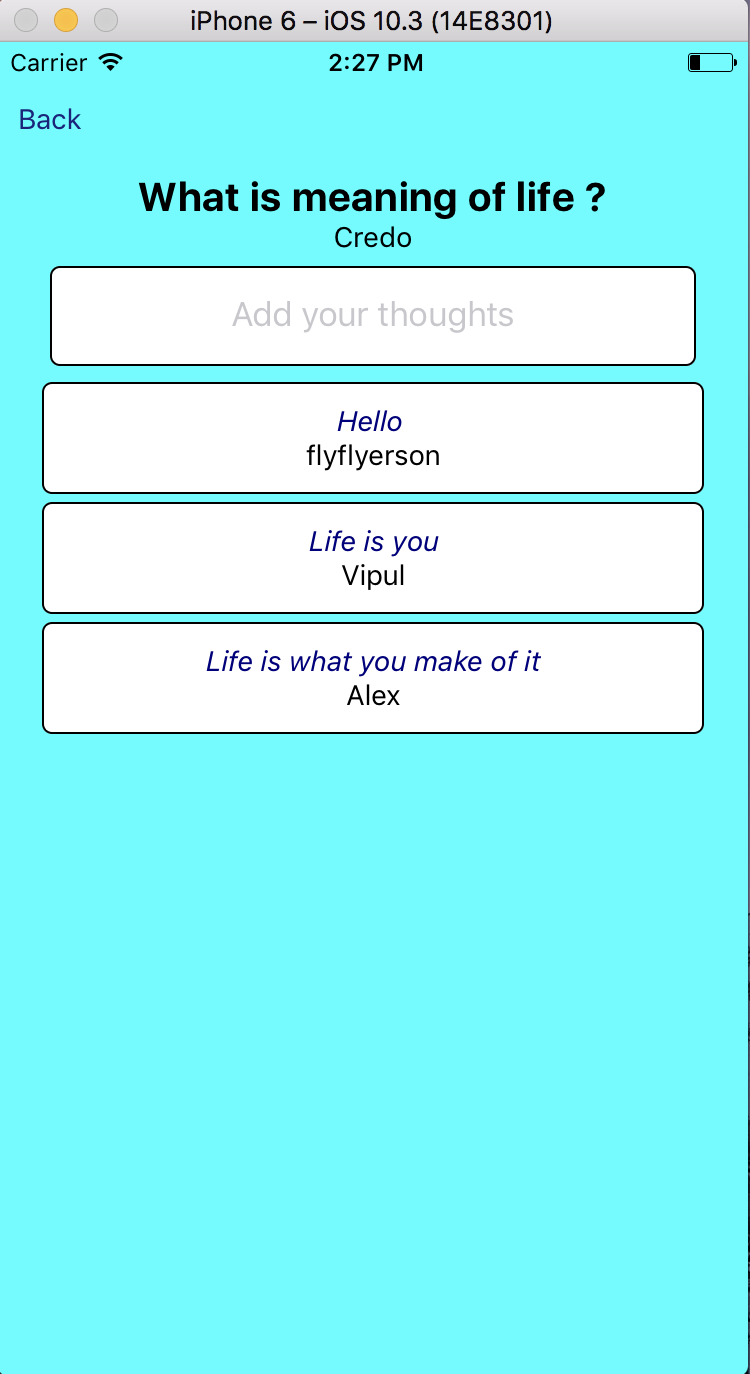 iPhone 6 – iOS 10.3 (14E8301)
Carrier 2:27 PM
Back
What is meaning of life ?
Credo
Add your thoughts
Hello
flyflyerson
Life is you
Vipul
Life is what you make of it
Alex